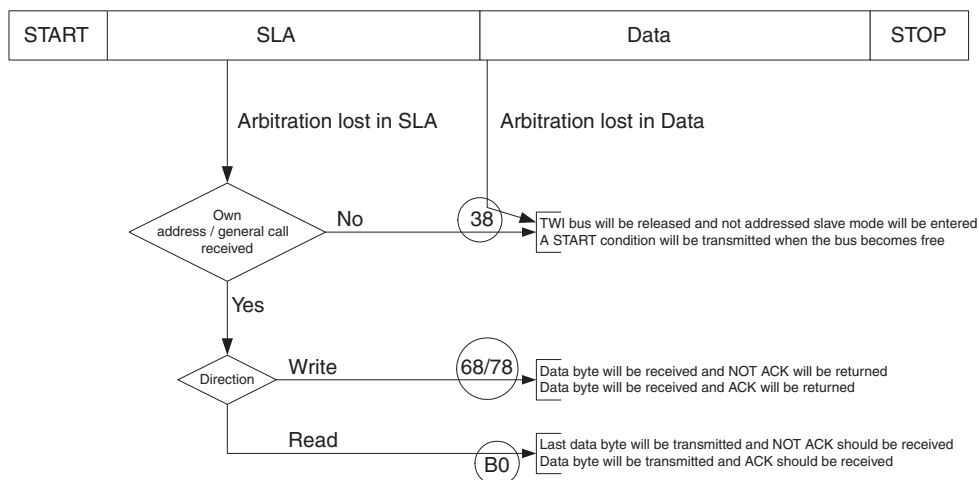 START SLA Data STOP
Arbitration lost in SLA Arbitration lost in Data
Own
address / general call
received
No
38
TWI bus will be released and not addressed slave mode will be entered
A START condition will be transmitted when the bus becomes free
Yes
Direction
Write
68/78
Data byte will be received and NOT ACK will be returned
Data byte will be received and ACK will be returned
Read
B0
Last data byte will be transmitted and NOT ACK should be received
Data byte will be transmitted and ACK should be received